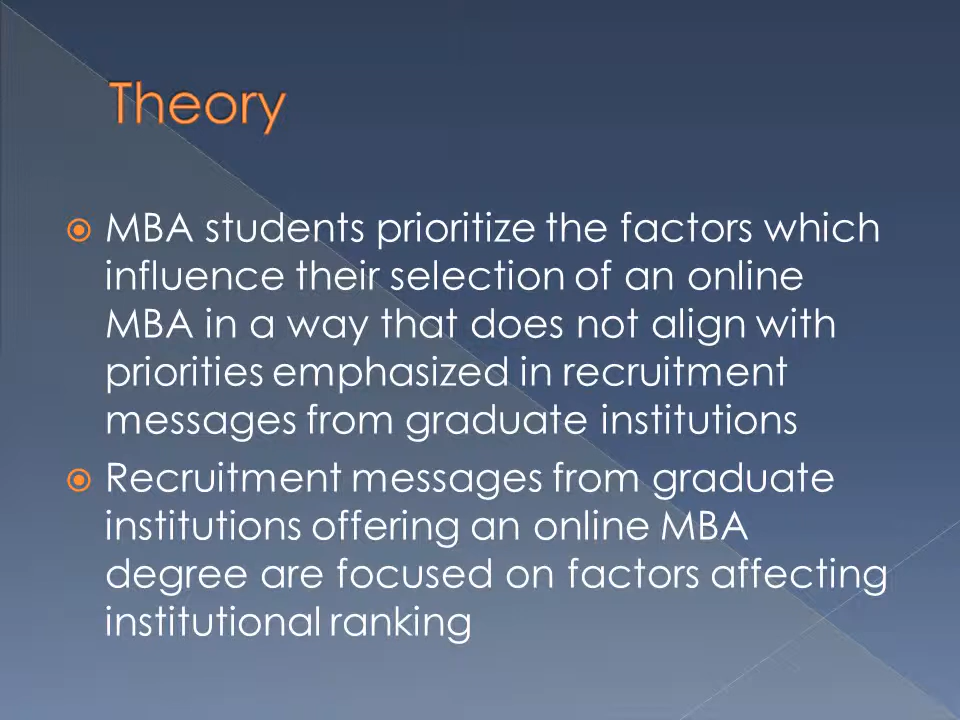 Theory
MBA students prioritize the factors which
influence their selection of an online
MBA in a way that does not align with
priorities emphasized in recruitment
messages from graduate institutions
Recruitment messages from graduate
institutions offering an online MBA
degree are focused on factors affecting
institutional ranking